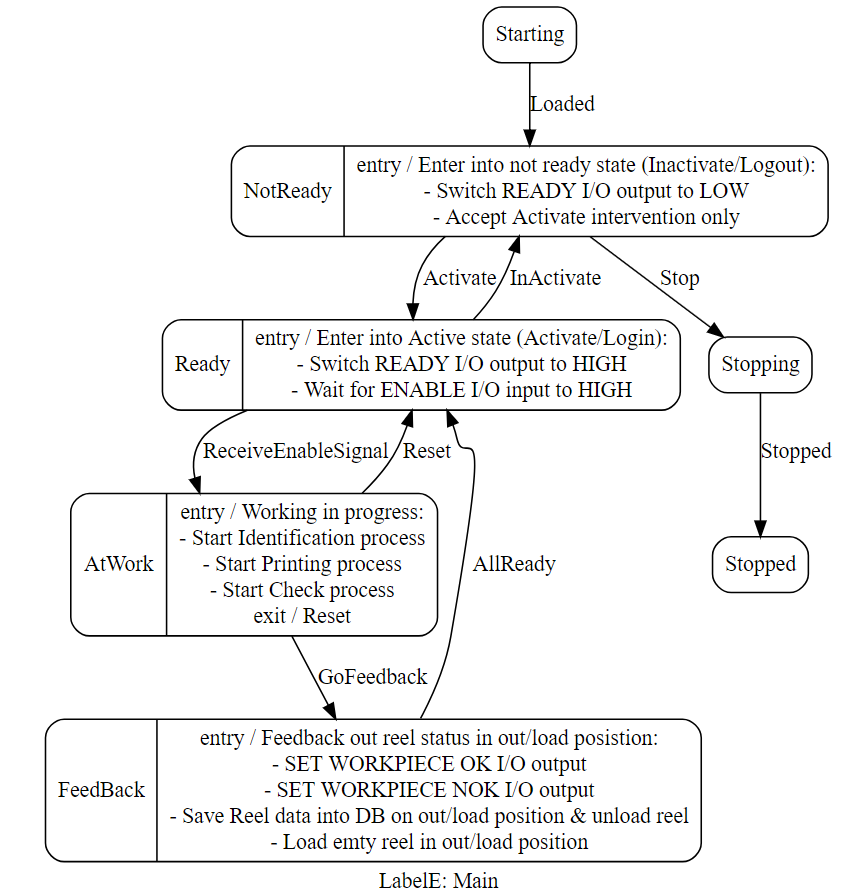 Starting
Loaded
NotReady
entry / Enter into not ready state (Inactivate/Logout):
- Switch READY I/O output to LOW
- Accept Activate intervention only
Activate
InActivate
Stop
Ready
entry / Enter into Active state (Activate/Login):
- Switch READY I/O output to HIGH
- Wait for ENABLE I/O input to HIGH
Stopping
ReceiveEnableSignal
Reset
Stopped
AtWork
entry / Working in progress:
- Start Identification process
- Start Printing process
- Start Check process
exit / Reset
AllReady
Stopped
GoFeedback
FeedBack
entry / Feedback out reel status in out/load posistion:
- SET WORKPIECE OK I/O output
- SET WORKPIECE NOK I/O output
- Save Reel data into DB on out/load position & unload reel
- Load emty reel in out/load position
LabelE: Main